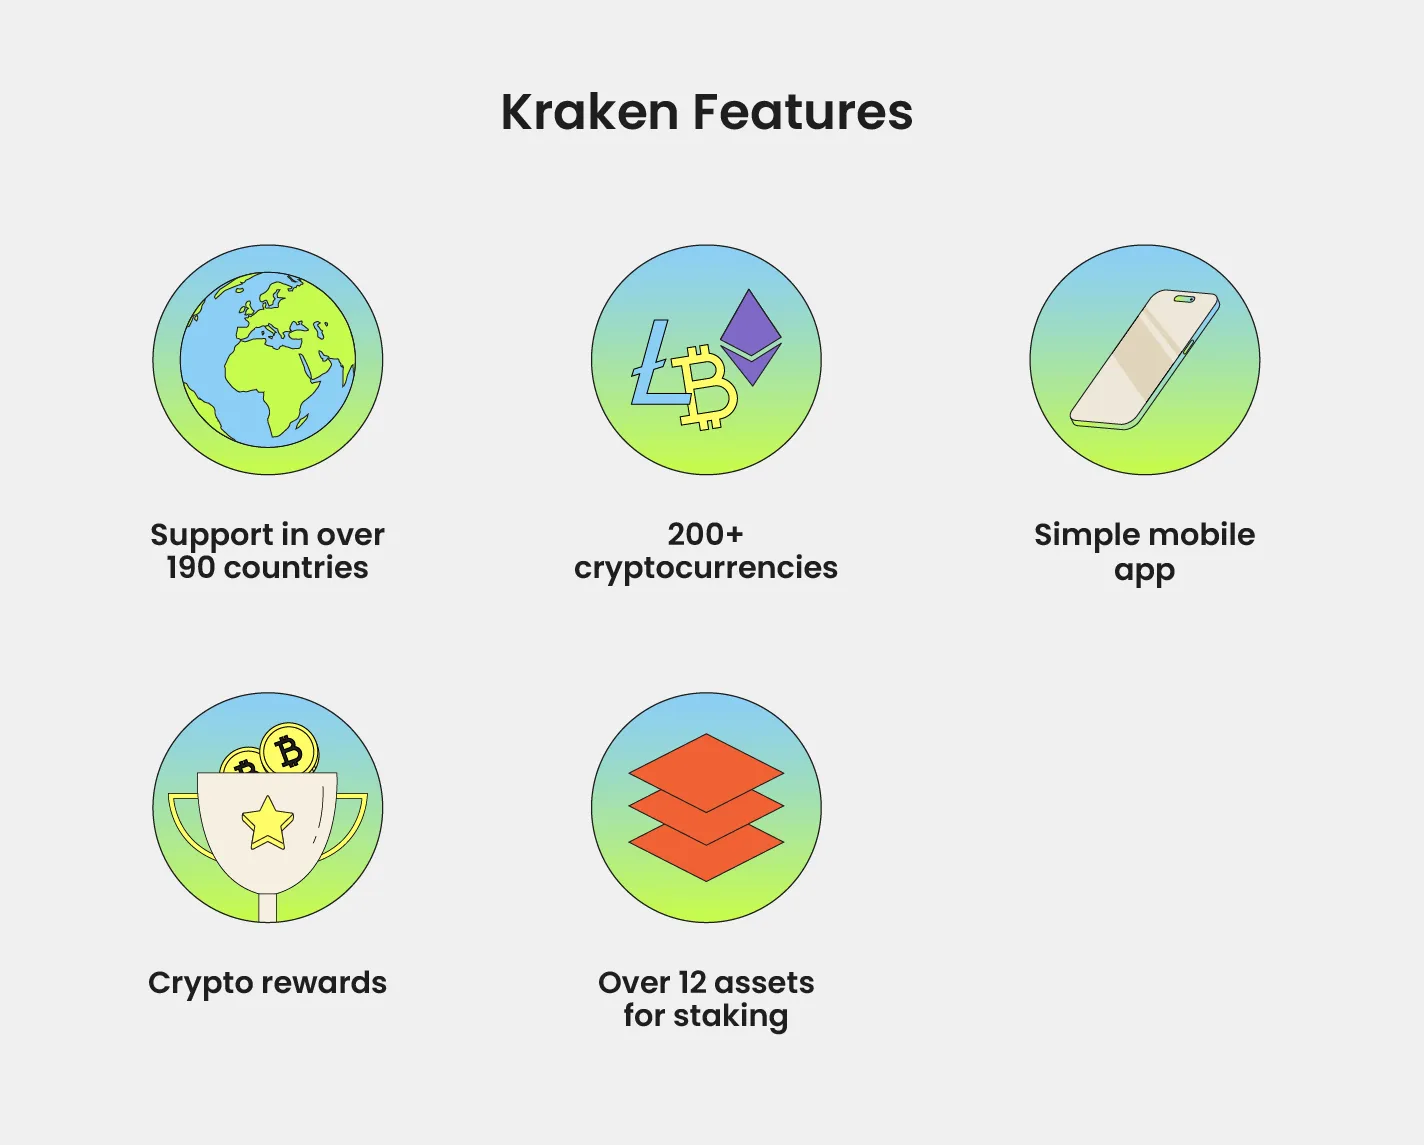 Kraken Features
Support in over
190 countries
200+
cryptocurrencies
Simple mobile
app
Crypto rewards
Over 12 assets
for staking